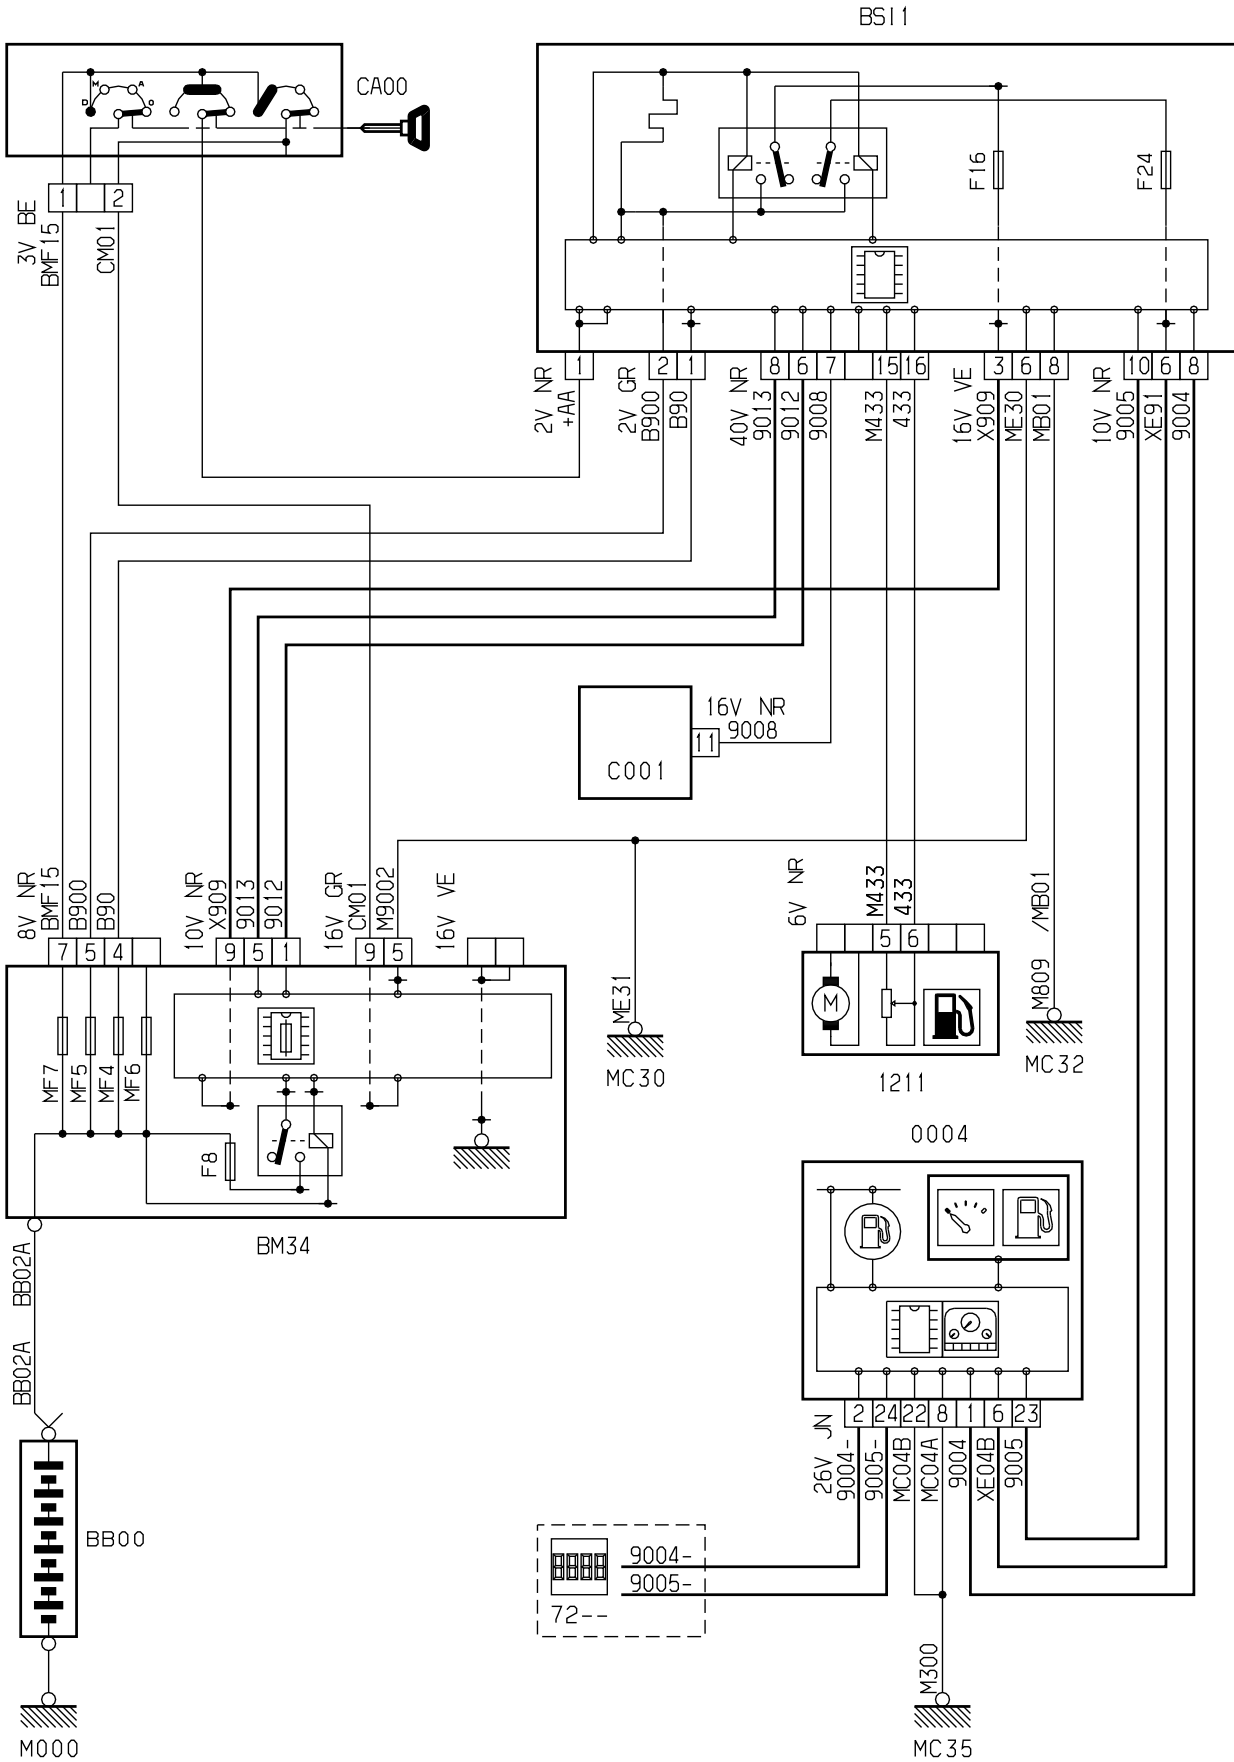 BSI1
CA00
M
A
D
O
F16
F24
1
2
3V BE
BMF15
CM01
1
2
1
8
6
7
15
16
3
6
8
10
6
8
2V NR
+AA
2V GR
B900
B90
40V NR
9013
9012
9008
M433
433
16V VE
X909
ME30
MB01
10V NR
9005
XE91
9004
16V NR
9008
11
C001
8V NR
BMF15
B900
B90
10V NR
X909
9013
9012
16V GR
CM01
M9002
16V VE
6V NR
M433
433
M809 /MB01
7
5
4
9
5
1
9
5
5
6
ME31
M
MC30
1211
MC32
MF7
MF5
MF4
MF6
F8
0004
BM34
BB02A
BB02A
2
24
22
8
1
6
23
26V JN
9004-
9005-
MC04B
MC04A
9004
XE04B
9005
BB00
9004-
9005-
72--
M300
M000
MC35